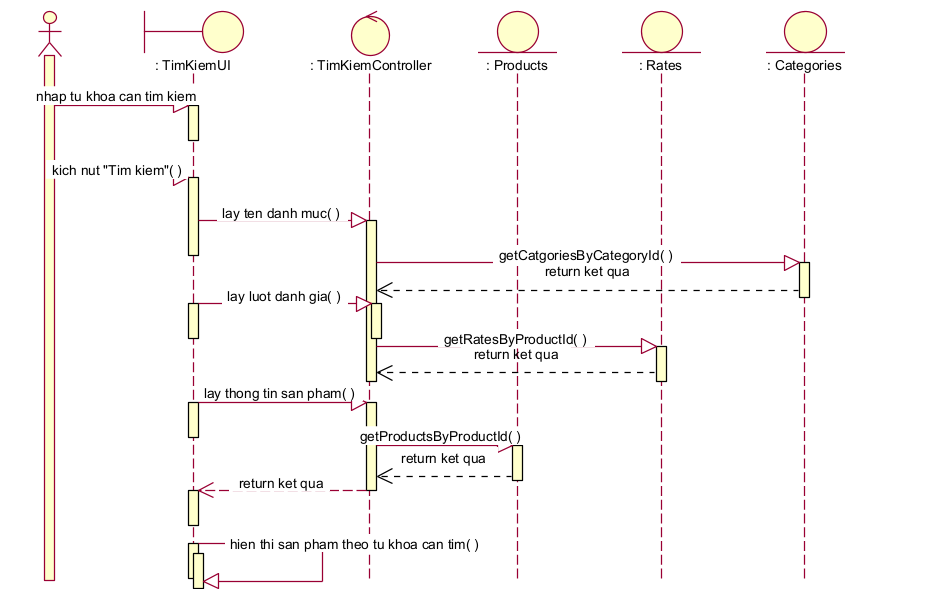 : TimKiemUI
: TimKiemController
: Products
: Rates
: Categories
nhap tu khoa can tim kiem
kich nut "Tim kiem"( )
lay ten danh muc( )
getCatgoriesByCategoryId( )
return ket qua
lay luot danh gia( )
getRatesByProductId( )
return ket qua
lay thong tin san pham( )
getProductsByProductId( )
return ket qua
return ket qua
hien thi san pham theo tu khoa can tim( )